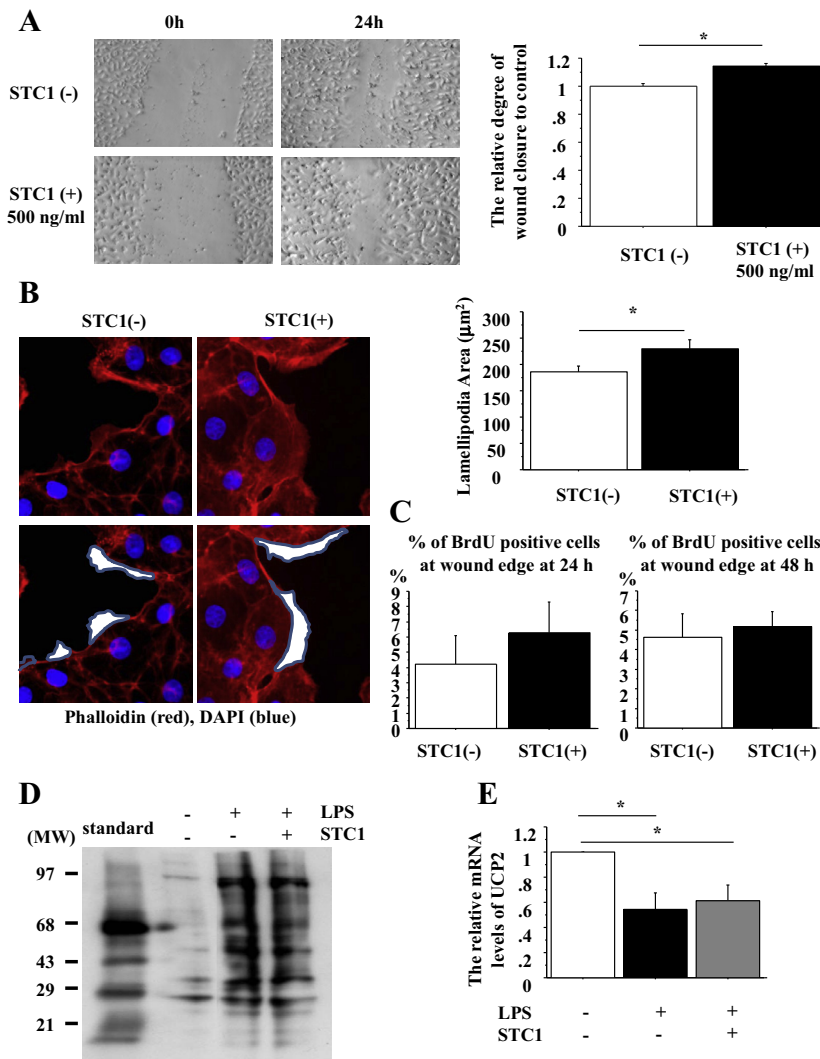 A
0h
24h
STC1 (-)
STC1 (+)
500 ng/ml
The relative degree of
wound closure to control
1.2
1
.8
.6
.4
.2
0
*
STC1 (-)
STC1 (+)
500 ng/ml
B
STC1(-)
STC1(+)
Phalloidin (red), DAPI (blue)
Lamellipodia Area (μm²)
300
250
200
150
100
50
0
*
STC1(-)
STC1(+)
C
% of BrdU positive cells
at wound edge at 24 h
%
9
8
7
6
5
4
3
2
1
0
STC1(-)
STC1(+)
% of BrdU positive cells
at wound edge at 48 h
%
7
6
5
4
3
2
1
0
STC1(-)
STC1(+)
D
(MW)
standard
- + + LPS
- - + STC1
97
68
43
29
21
E
The relative mRNA
levels of UCP2
1.2
1
.8
.6
.4
.2
0
*
*
LPS - + +
STC1 - - +